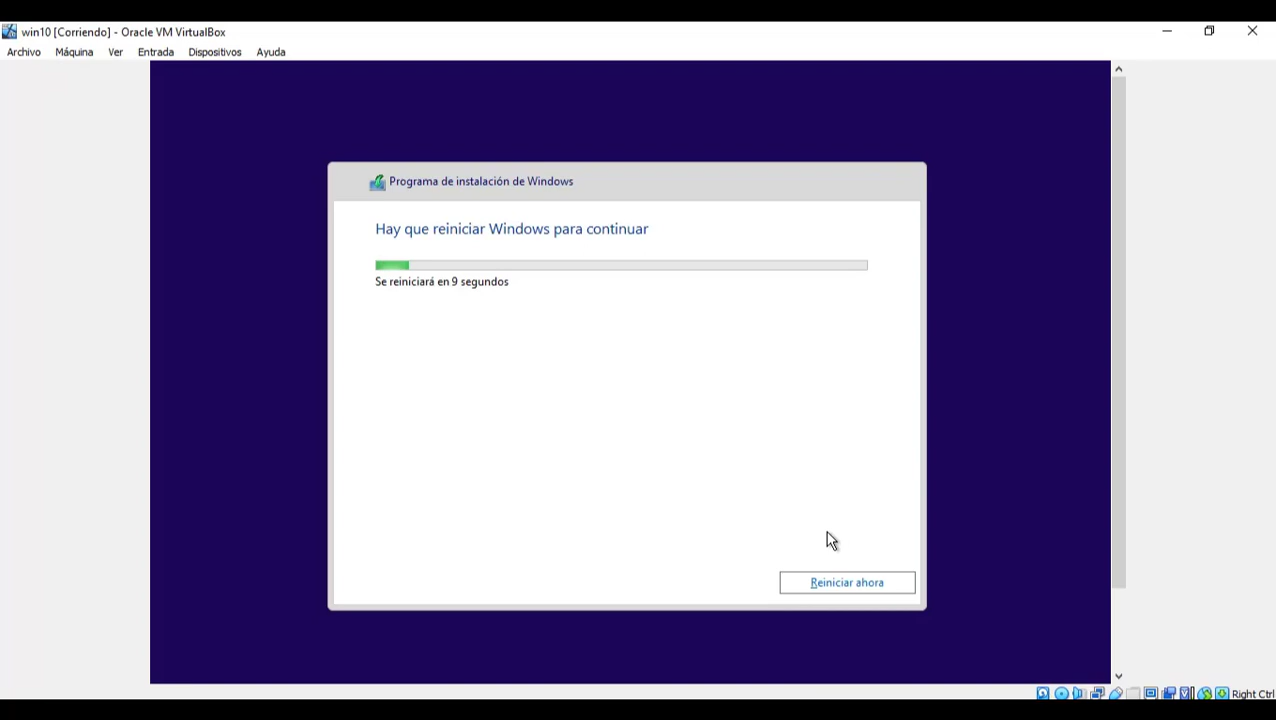 win10 [Corriendo] - Oracle VM VirtualBox
Archivo Máquina Ver Entrada Dispositivos Ayuda
Programa de instalación de Windows
Hay que reiniciar Windows para continuar
Se reiniciará en 9 segundos
Reiniciar ahora
Right Ctrl